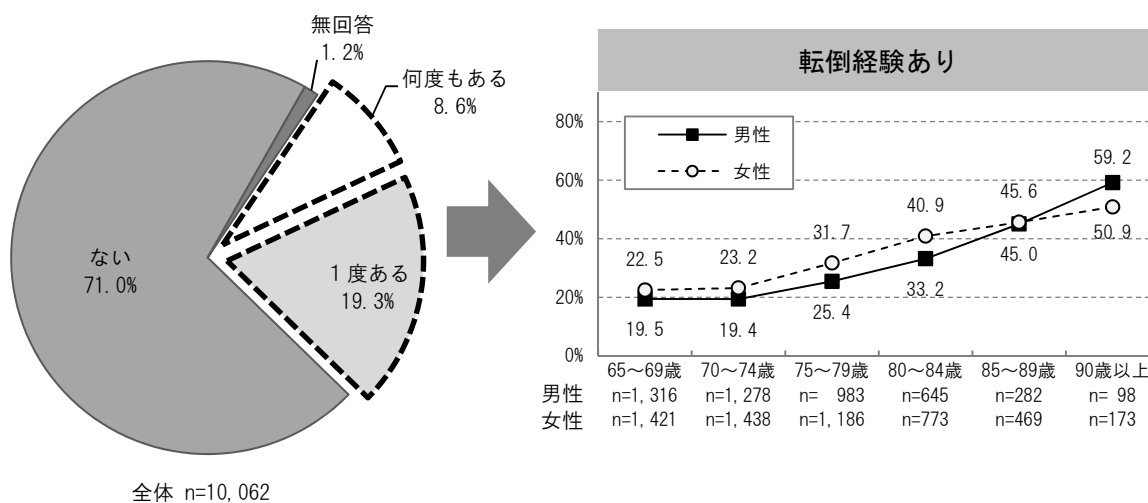 無回答
1.2%
何度もある
8.6%
ない
71.0%
1度ある
19.3%
全体 n=10,062
転倒経験あり
80%
60%
40%
20%
0%
男性
女性
22.5
23.2
31.7
40.9
45.6
59.2
19.5
19.4
25.4
33.2
45.0
50.9
65～69歳 70～74歳 75～79歳 80～84歳 85～89歳 90歳以上
男性 n=1,316 n=1,278 n= 983 n=645 n=282 n= 98
女性 n=1,421 n=1,438 n=1,186 n=773 n=469 n=173